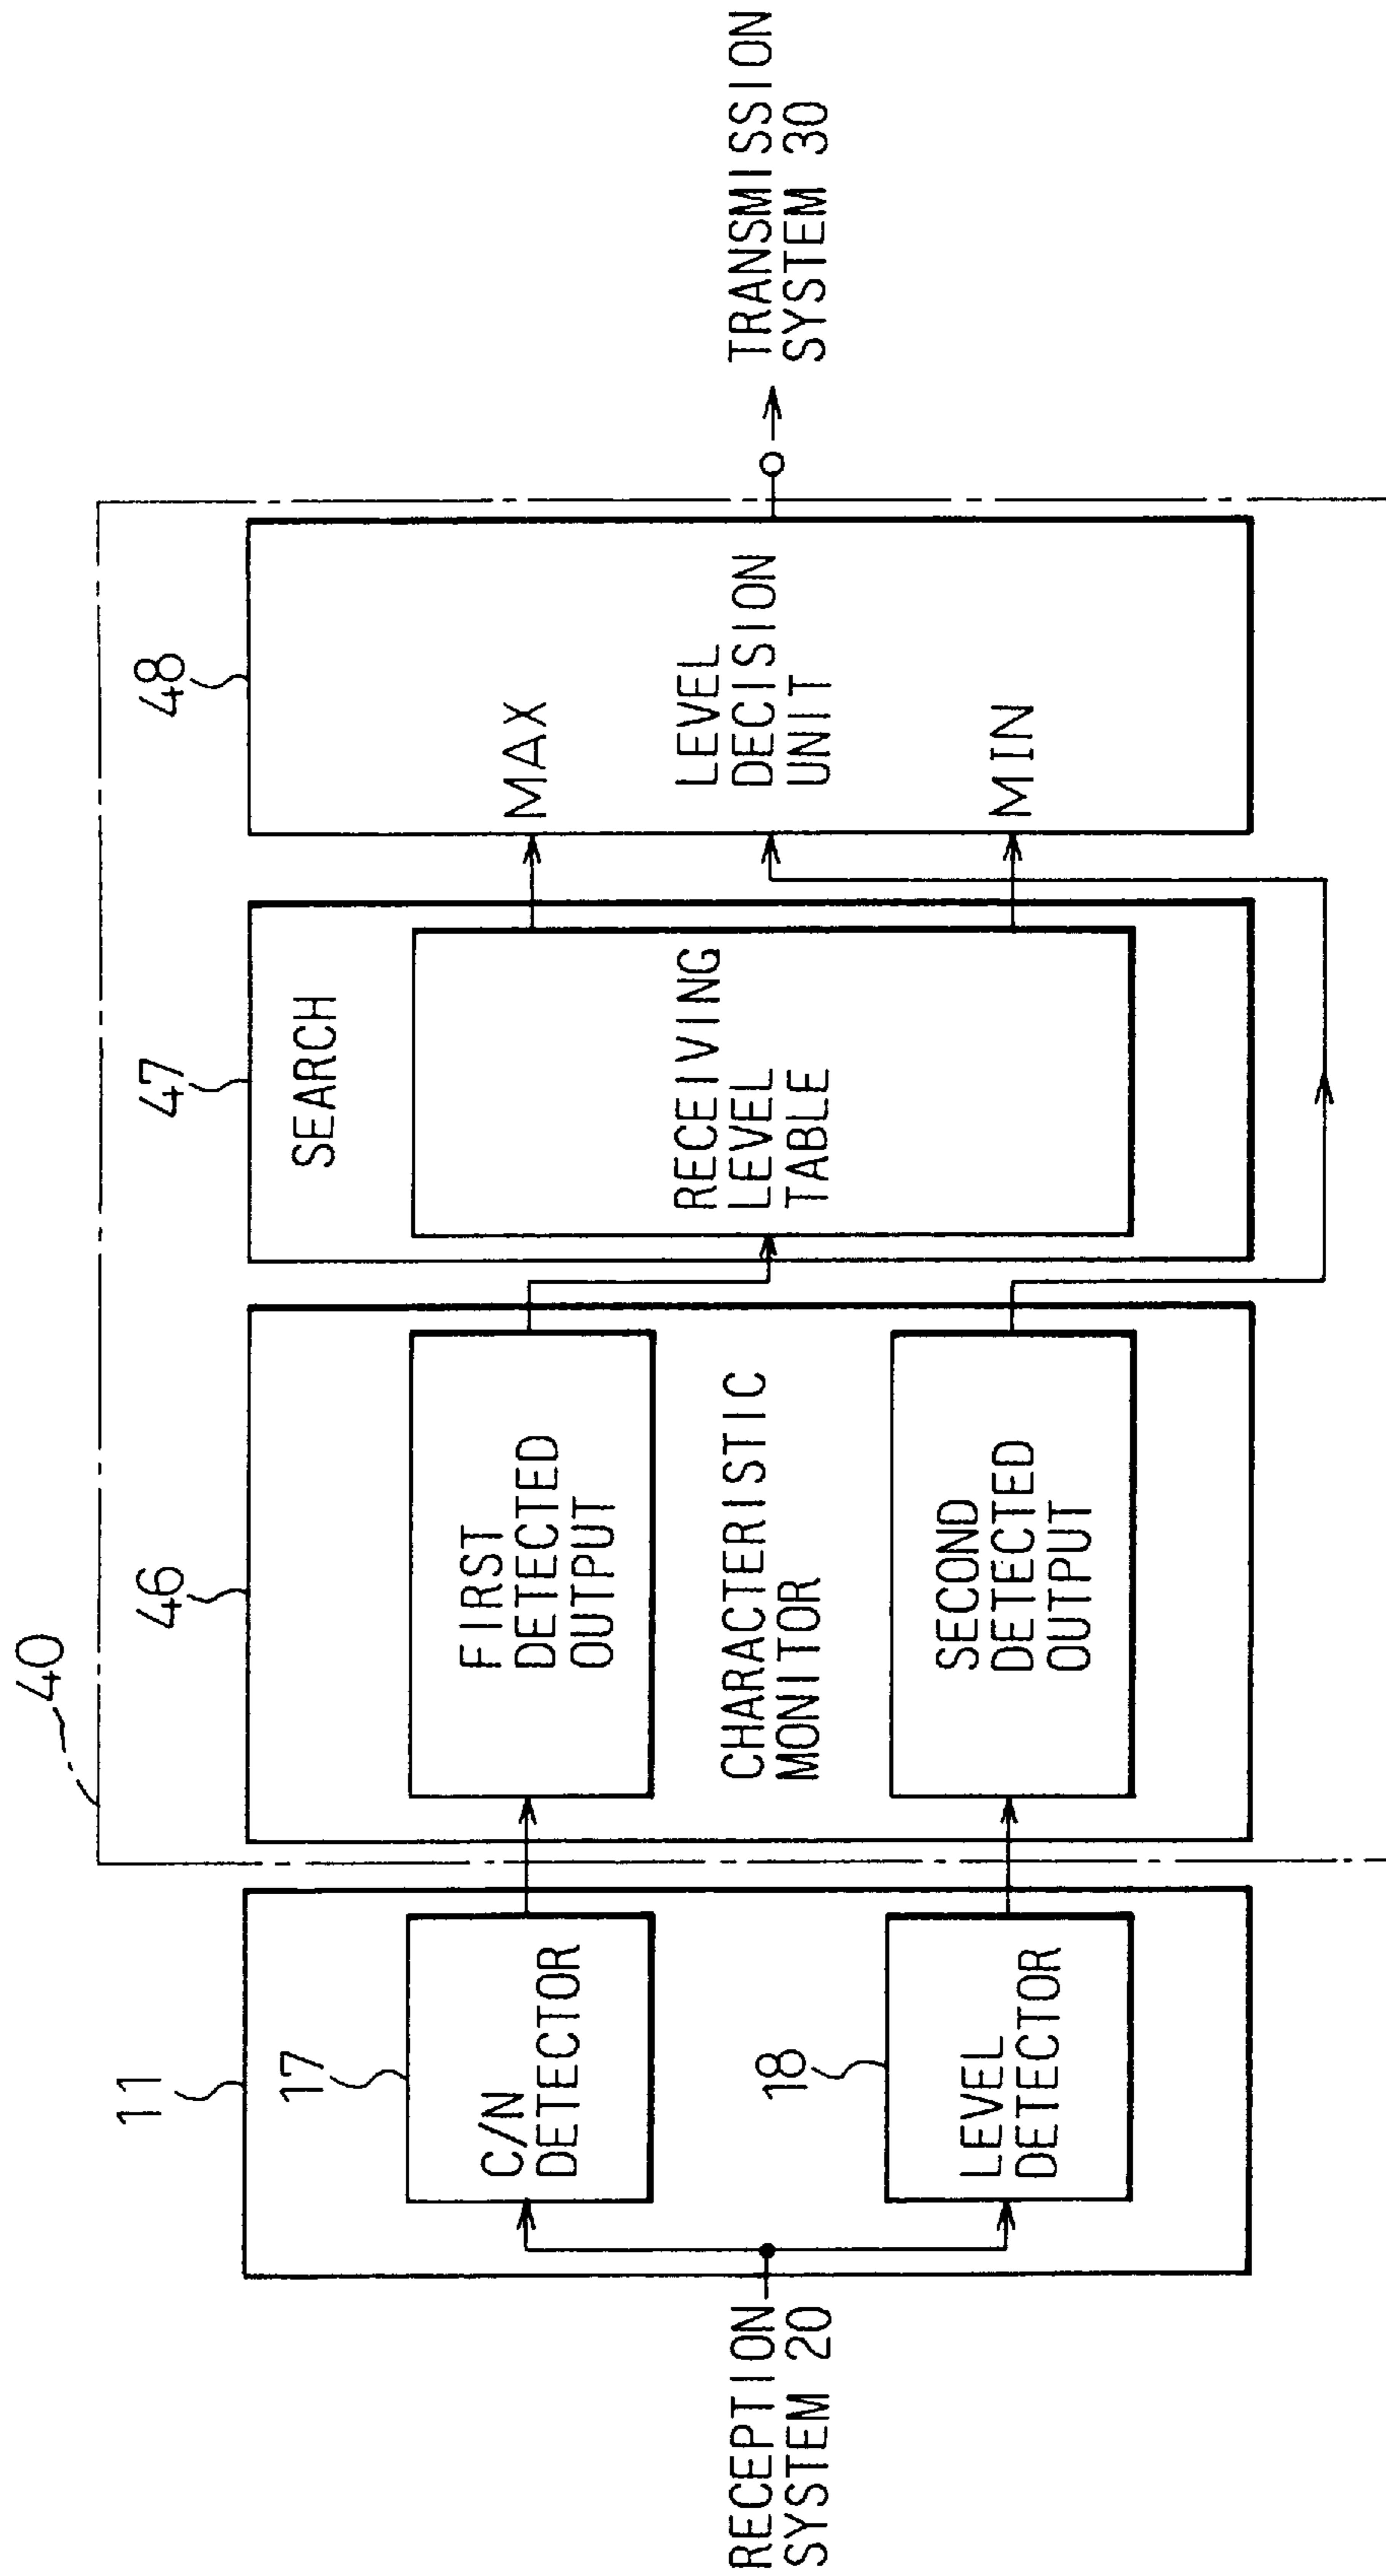 40
11
46
47
48
17
C/N
DETECTOR
18
LEVEL
DETECTOR
RECEPTION
SYSTEM 20
FIRST
DETECTED
OUTPUT
CHARACTERISTIC
MONITOR
SECOND
DETECTED
OUTPUT
SEARCH
RECEIVING
LEVEL
TABLE
MAX
LEVEL
DECISION
UNIT
MIN
TRANSMISSION
SYSTEM 30